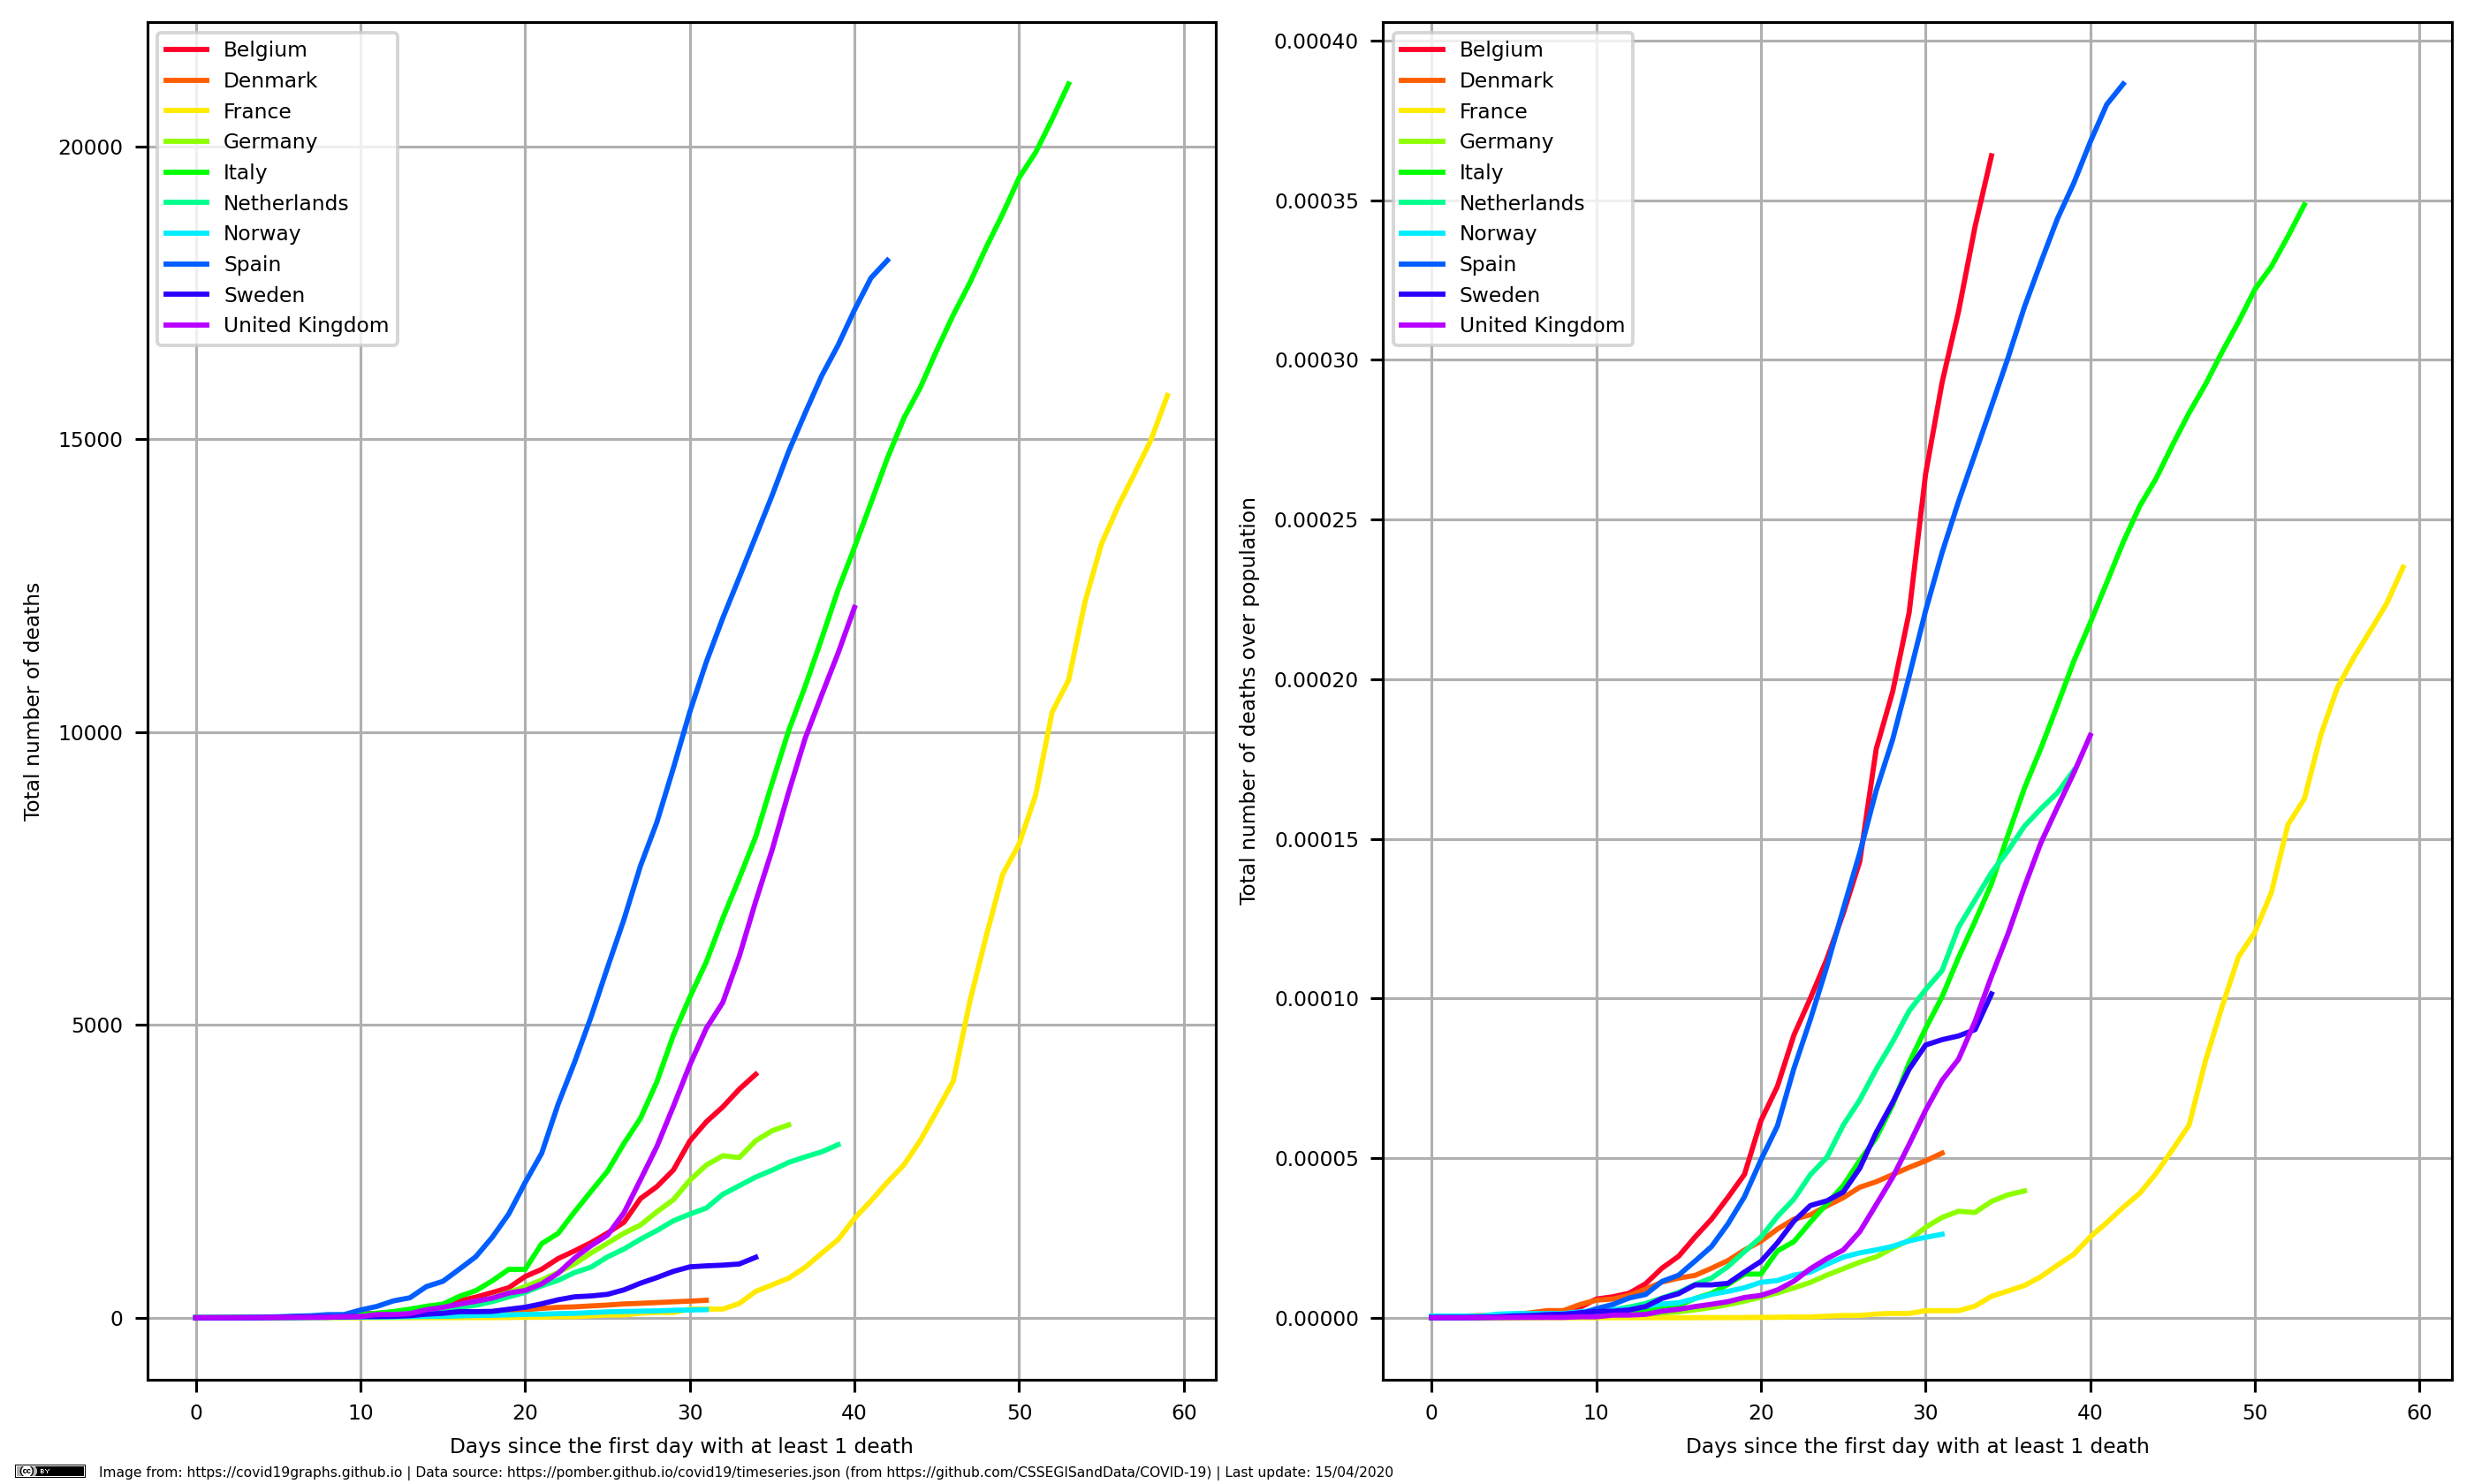 Belgium
Denmark
France
Germany
Italy
Netherlands
Norway
Spain
Sweden
United Kingdom
20000
15000
10000
5000
0
Total number of deaths
0 10 20 30 40 50 60
Days since the first day with at least 1 death
Belgium
Denmark
France
Germany
Italy
Netherlands
Norway
Spain
Sweden
United Kingdom
0.00040
0.00035
0.00030
0.00025
0.00020
0.00015
0.00010
0.00005
0.00000
Total number of deaths over population
0 10 20 30 40 50 60
Days since the first day with at least 1 death
(cc) BY
Image from: https://covid19graphs.github.io | Data source: https://pomber.github.io/covid19/timeseries.json (from https://github.com/CSSEGISandData/COVID-19) | Last update: 15/04/2020